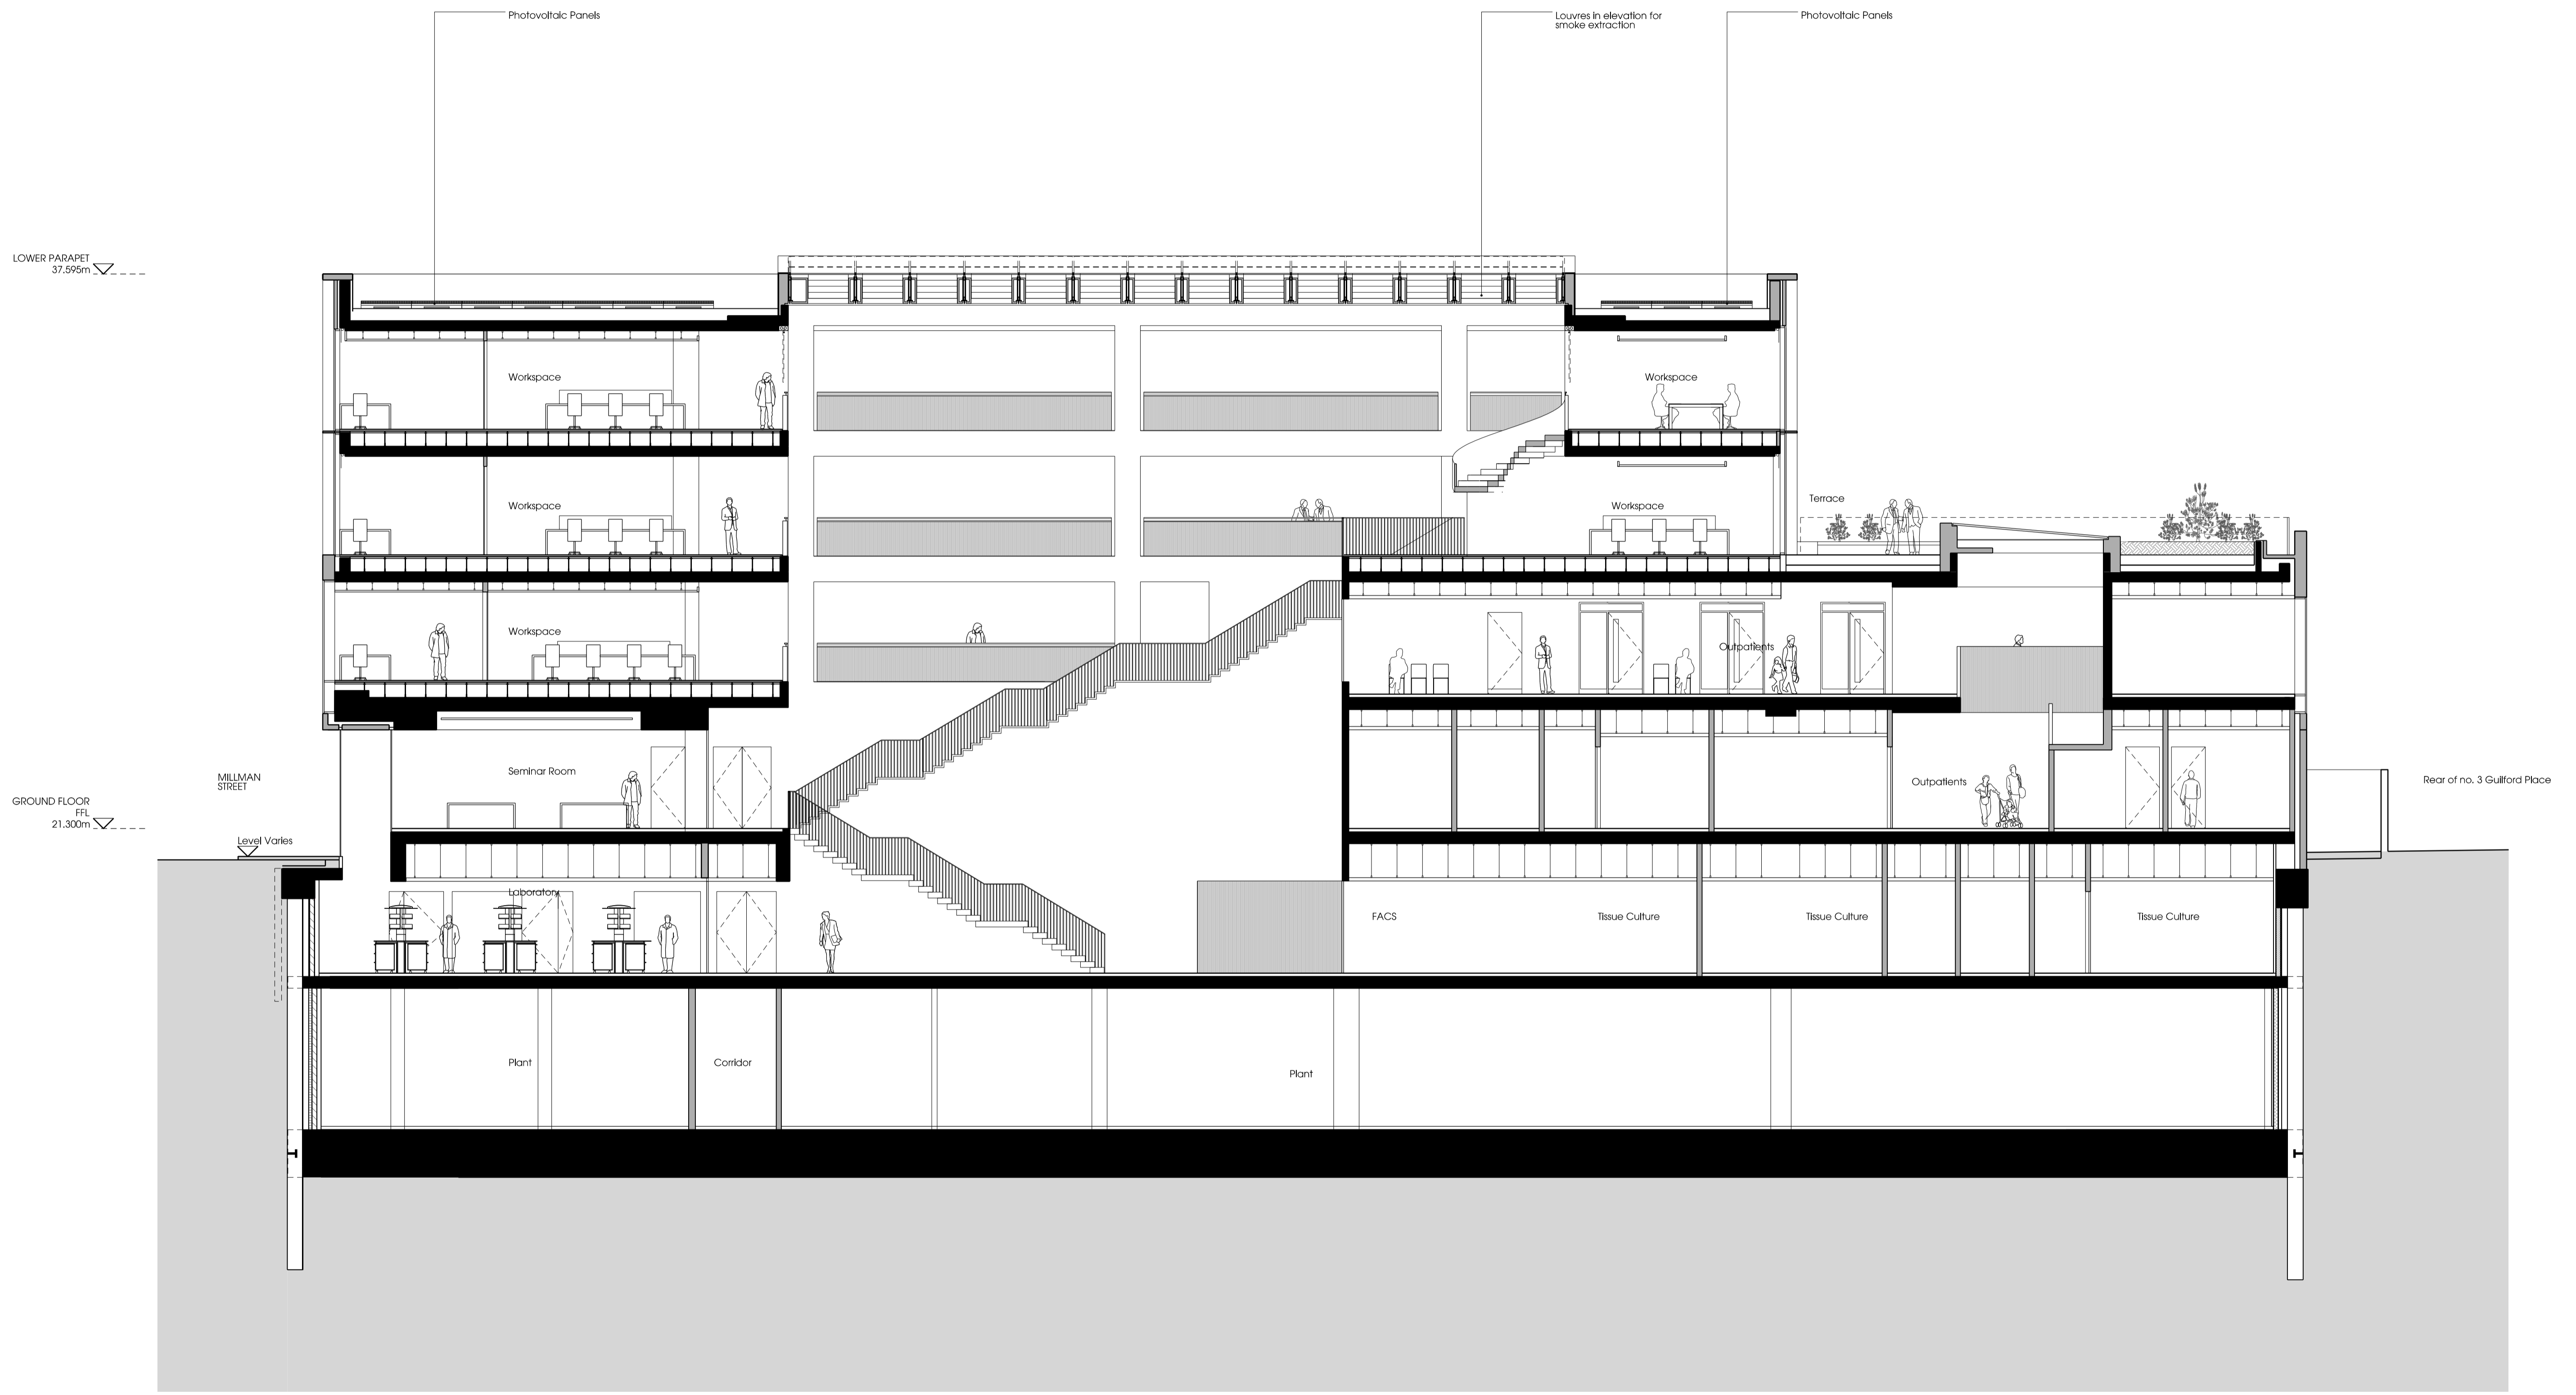 Photovoltaic Panels
Louvres in elevation for
smoke extraction
Photovoltaic Panels
LOWER PARAPET
37.595m
Workspace
Workspace
Terrace
Workspace
Workspace
Workspace
Outpatients
MILLMAN
STREET
Seminar Room
Outpatients
Rear of no. 3 Guilford Place
GROUND FLOOR
FFL
21.300m
Level Varies
Laboratory
FACS
Tissue Culture
Tissue Culture
Tissue Culture
Plant
Corridor
Plant